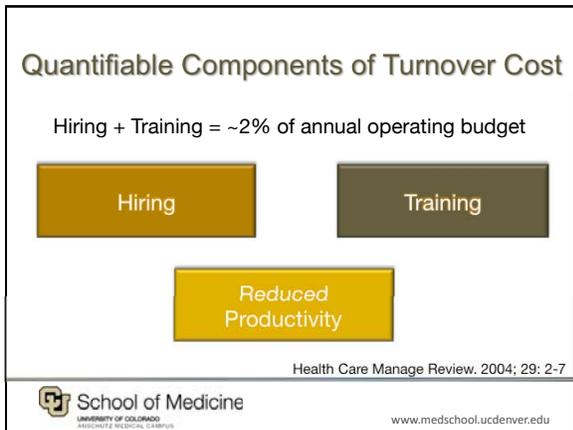 Quantifiable Components of Turnover Cost
Hiring + Training = ~2% of annual operating budget
Hiring
Training
Reduced
Productivity
Health Care Manage Review. 2004; 29: 2-7
School of Medicine
UNIVERSITY OF COLORADO
ANSCHUTZ MEDICAL CAMPUS
www.medschool.ucdenver.edu